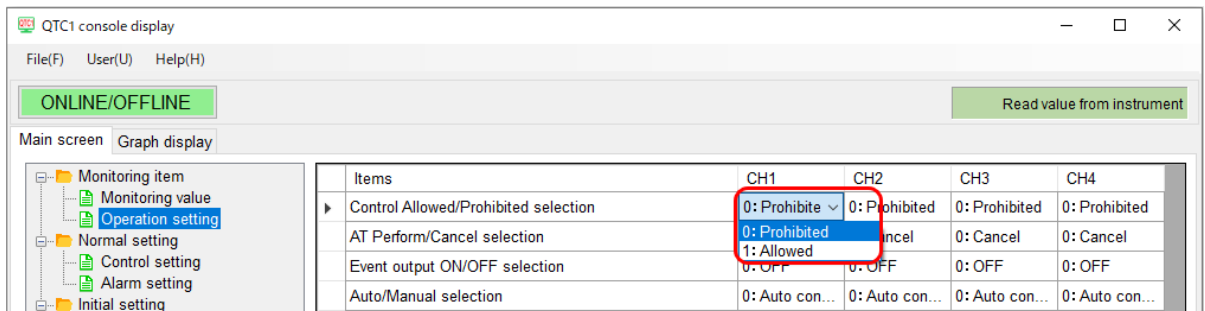 QTC1 console display
File(F) User(U) Help(H)
ONLINE/OFFLINE Read value from instrument
Main screen Graph display
Monitoring item
Monitoring value
Operation setting
Normal setting
Control setting
Alarm setting
Initial setting
Items CH1 CH2 CH3 CH4
Control Allowed/Prohibited selection 0: Prohibite 0: Prohibited 0: Prohibited 0: Prohibited
0: Prohibited
1: Allowed
AT Perform/Cancel selection ncel 0: Cancel 0: Cancel
Event output ON/OFF selection 0: OFF 0: OFF 0: OFF 0: OFF
Auto/Manual selection 0: Auto con... 0: Auto con... 0: Auto con... 0: Auto con...